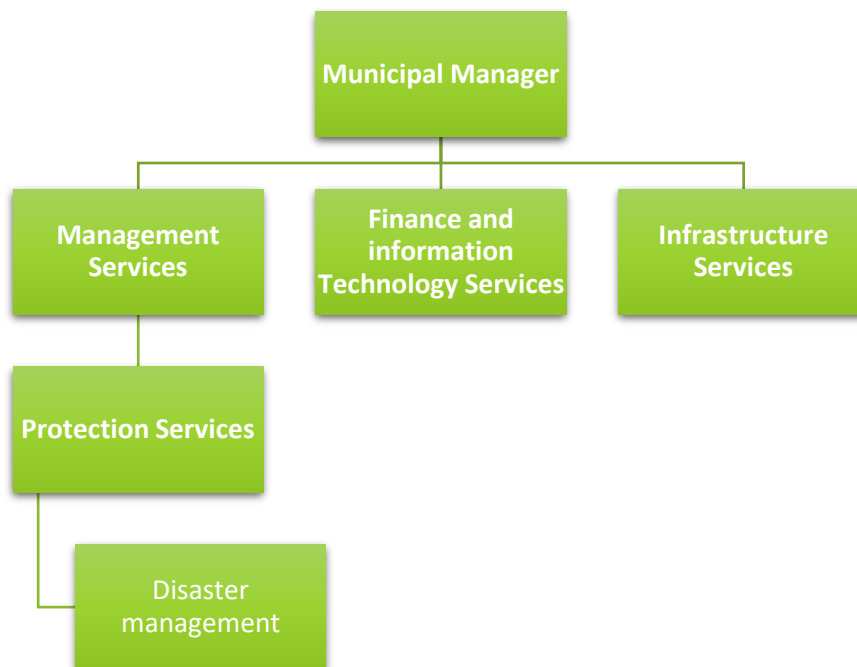 Municipal Manager
Management
Services
Finance and
information
Technology Services
Infrastructure
Services
Protection Services
Disaster
management